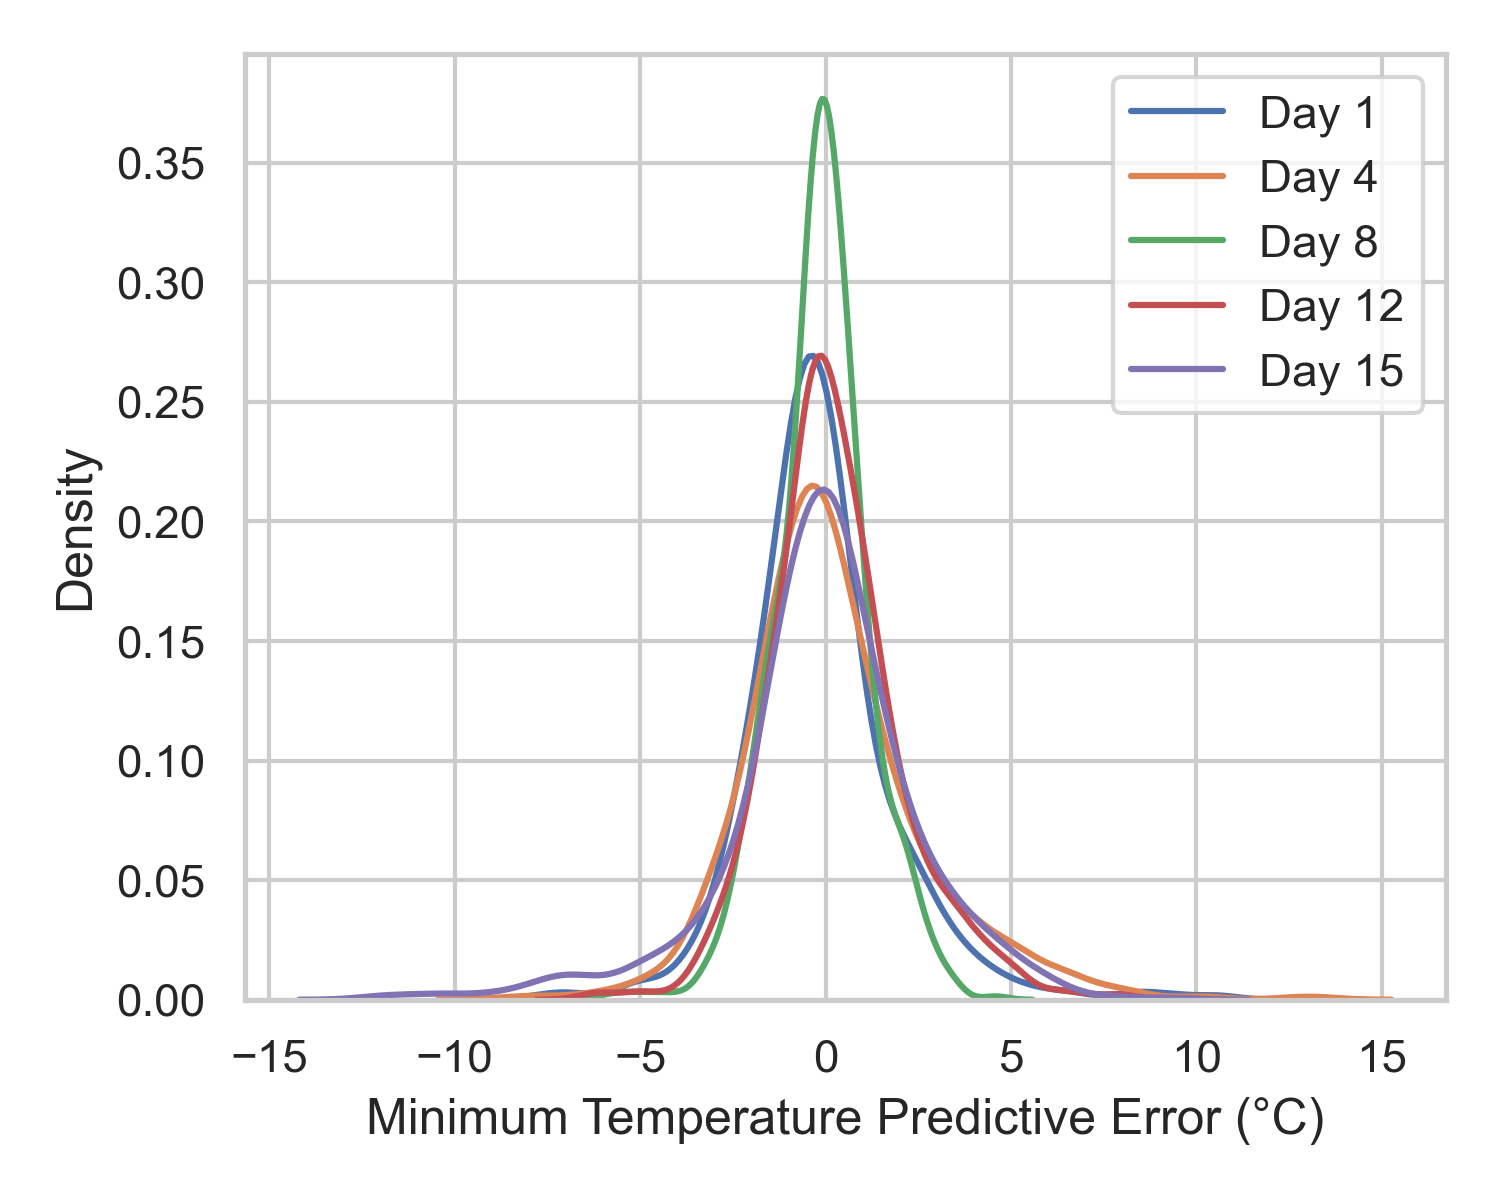 Day 1
Day 4
Day 8
Day 12
Day 15
Density
0.35
0.30
0.25
0.20
0.15
0.10
0.05
0.00
−15 −10 −5 0 5 10 15
Minimum Temperature Predictive Error (°C)